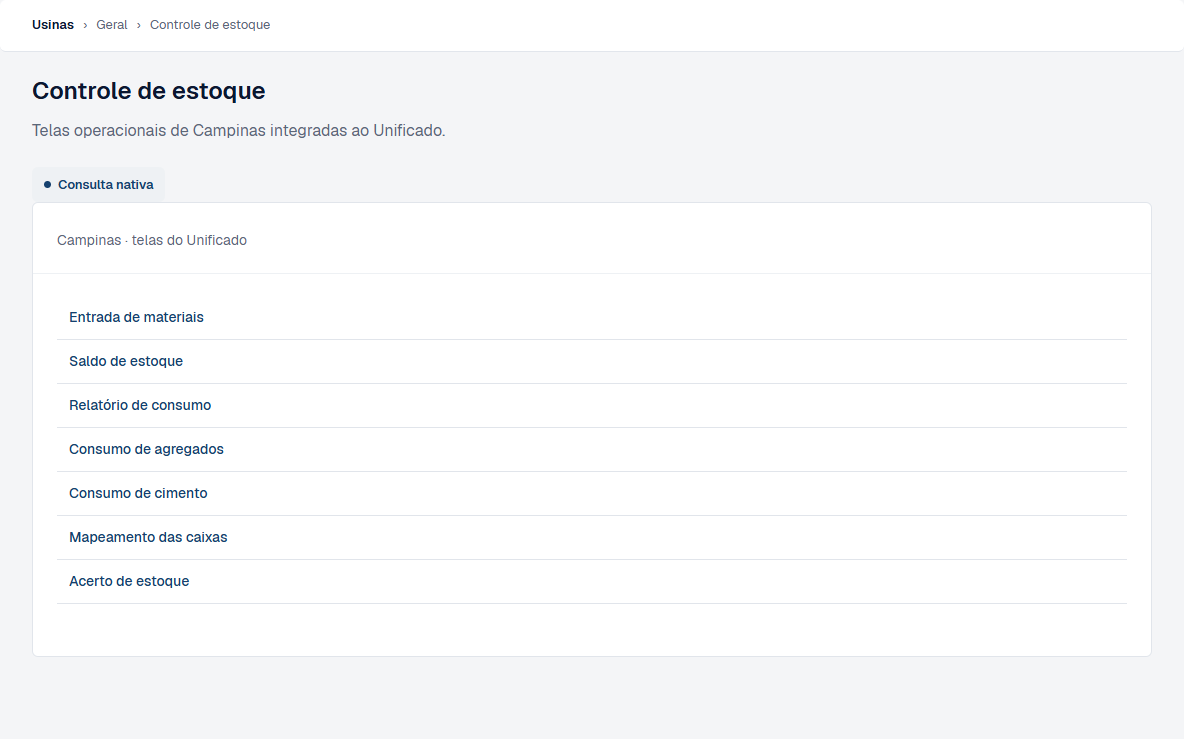 Usinas › Geral › Controle de estoque
Controle de estoque
Telas operacionais de Campinas integradas ao Unificado.
Consulta nativa
Campinas · telas do Unificado
Entrada de materiais
Saldo de estoque
Relatório de consumo
Consumo de agregados
Consumo de cimento
Mapeamento das caixas
Acerto de estoque